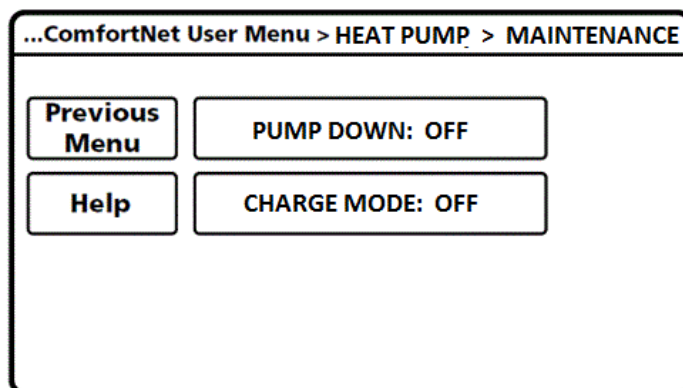 ...ComfortNet User Menu > HEAT PUMP > MAINTENANCE
Previous
Menu
PUMP DOWN: OFF
Help
CHARGE MODE: OFF